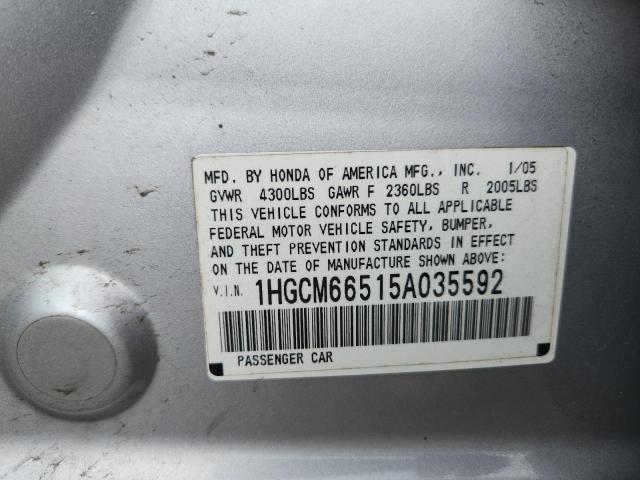 MFD. BY HONDA OF AMERICA MFG., INC. 1/05
GVWR 4300LBS GAWR F 2360LBS R 2005LBS
THIS VEHICLE CONFORMS TO ALL APPLICABLE
FEDERAL MOTOR VEHICLE SAFETY, BUMPER,
AND THEFT PREVENTION STANDARDS IN EFFECT
ON THE DATE OF MANUFACTURE SHOWN ABOVE:
V.I.N. 1HGCM66515A035592
PASSENGER CAR